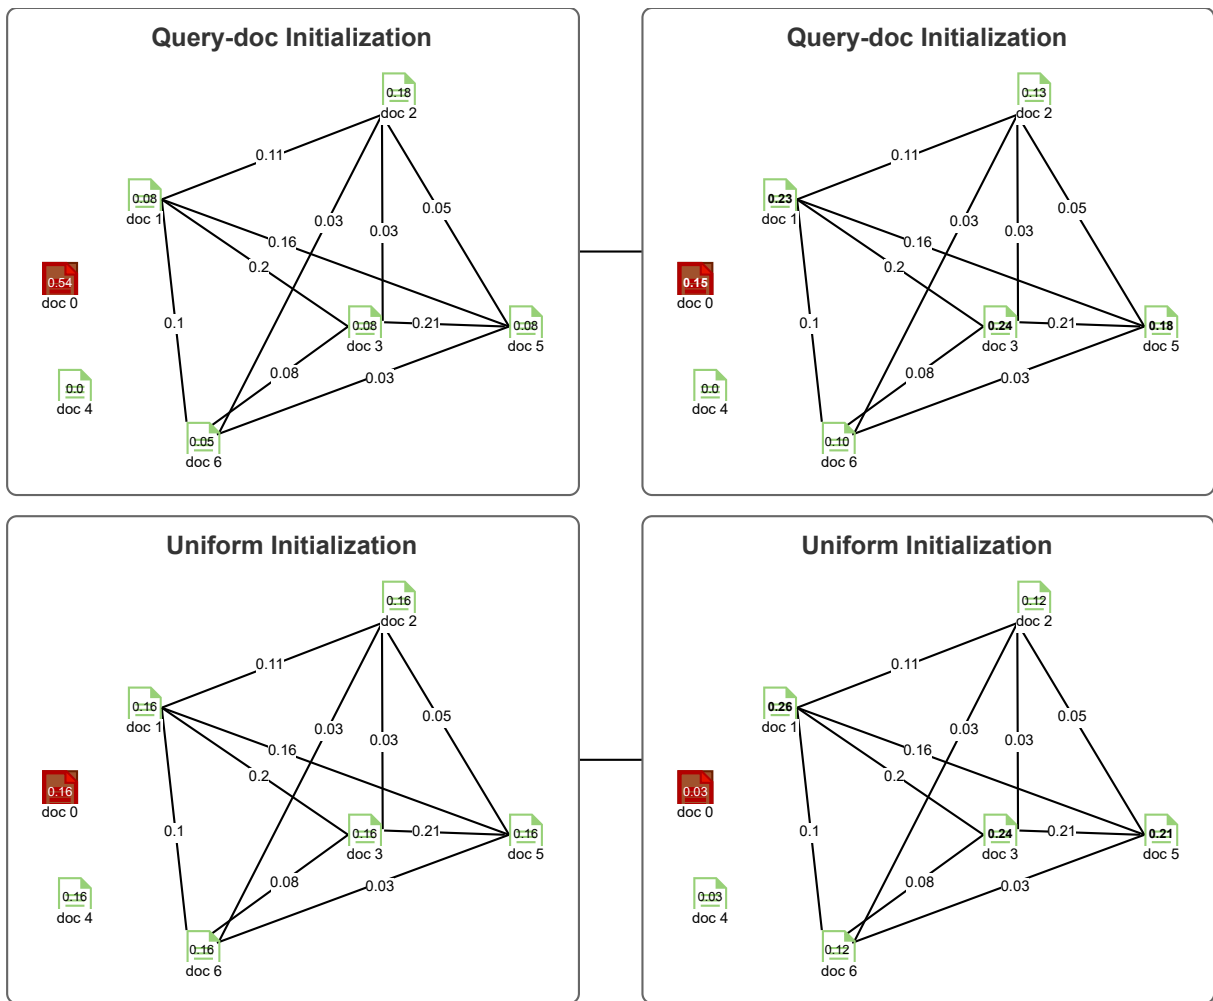 Query-doc Initialization
0.18
doc 2
0.11
0.08
doc 1
0.03
0.03
0.05
0.16
0.2
0.54
doc 0
0.1
0.08
doc 3
0.21
0.08
doc 5
0.08
0.03
0.0
doc 4
0.05
doc 6
Query-doc Initialization
0.13
doc 2
0.11
0.23
doc 1
0.03
0.03
0.05
0.16
0.2
0.15
doc 0
0.1
0.24
doc 3
0.21
0.18
doc 5
0.08
0.03
0.0
doc 4
0.10
doc 6
Uniform Initialization
0.16
doc 2
0.11
0.16
doc 1
0.03
0.03
0.05
0.16
0.2
0.16
doc 0
0.1
0.16
doc 3
0.21
0.16
doc 5
0.08
0.03
0.16
doc 4
0.16
doc 6
Uniform Initialization
0.12
doc 2
0.11
0.26
doc 1
0.03
0.03
0.05
0.16
0.2
0.03
doc 0
0.1
0.24
doc 3
0.21
0.21
doc 5
0.08
0.03
0.03
doc 4
0.12
doc 6